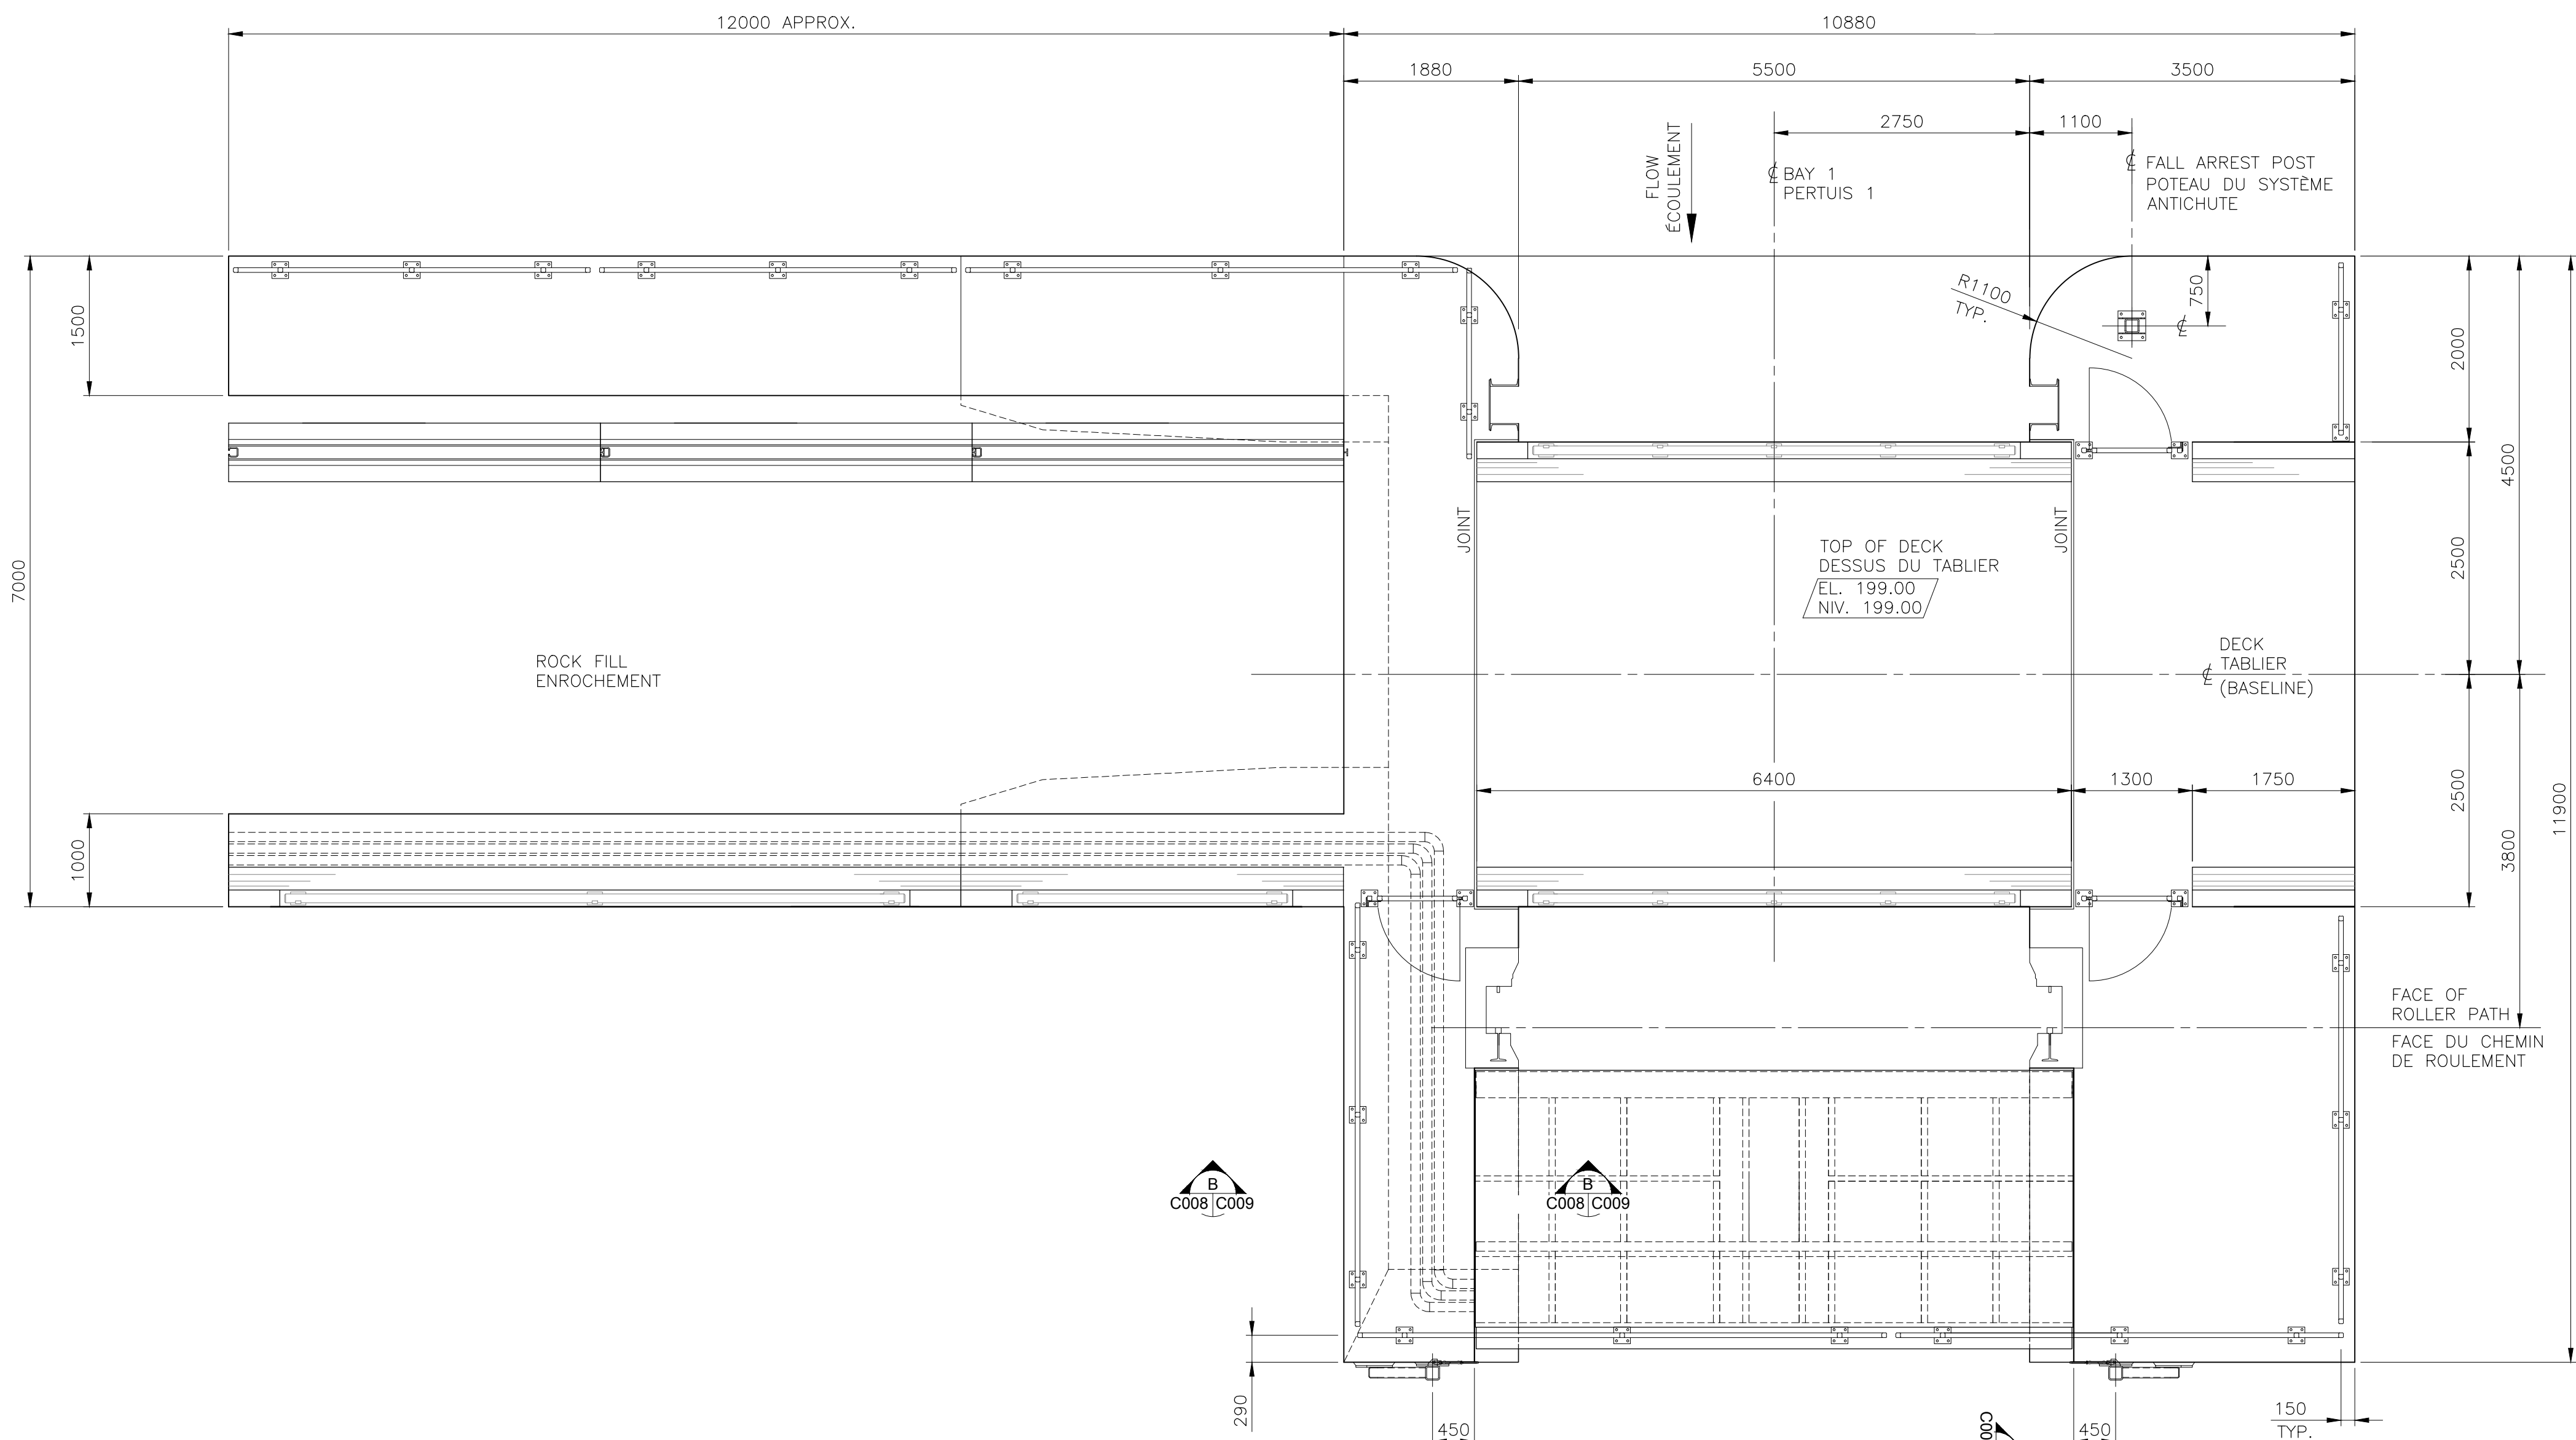 12000 APPROX.
10880
1880
5500
3500
2750
1100
FLOW
ÉCOULEMENT
℄ BAY 1
PERTUIS 1
℄ FALL ARREST POST
POTEAU DU SYSTÈME
ANTICHUTE
R1100
TYP.
750
℄
1500
7000
2000
4500
2500
JOINT
JOINT
TOP OF DECK
DESSUS DU TABLIER
EL. 199.00
NIV. 199.00
ROCK FILL
ENROCHEMENT
DECK
℄ TABLIER
(BASELINE)
6400
1300
1750
2500
3800
11900
1000
FACE OF
ROLLER PATH
FACE DU CHEMIN
DE ROULEMENT
B
C008 C009
B
C008 C009
290
450
C00
450
150
TYP.